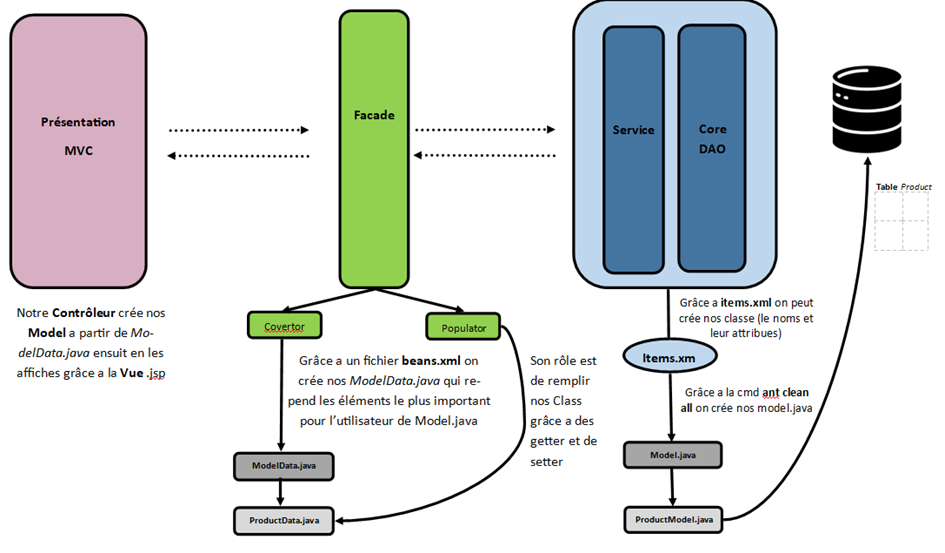 Présentation
MVC
Facade
Service
Core
DAO
Table Product
Notre Contrôleur crée nos
Model a partir de Mo-
delData.java ensuit en les
affiches grâce a la Vue .jsp
Covertor
Populator
Grâce a un fichier beans.xml on
crée nos ModelData.java qui re-
pend les éléments le plus important
pour l’utilisateur de Model.java
Son rôle est
de remplir
nos Class
grâce a des
getter et de
setter
Grâce a items.xml on peut
crée nos classe (le noms et
leur attribues)
Items.xm
Grâce a la cmd ant clean
all on crée nos model.java
ModelData.java
ProductData.java
Model.java
ProductModel.java